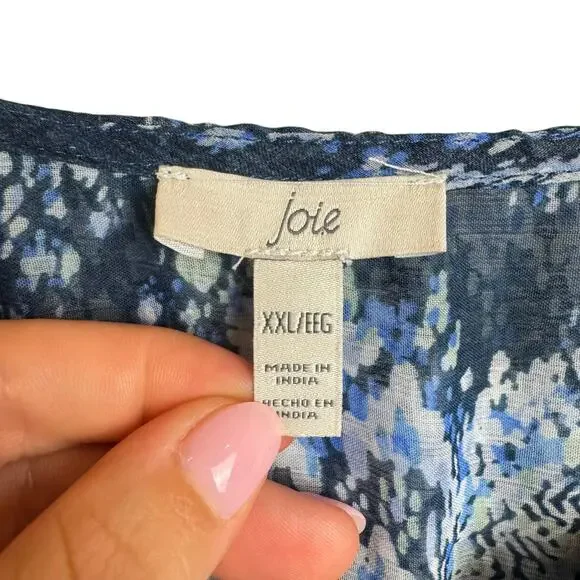 joie
XXL/EEG
MADE IN
INDIA
HECHO EN
INDIA